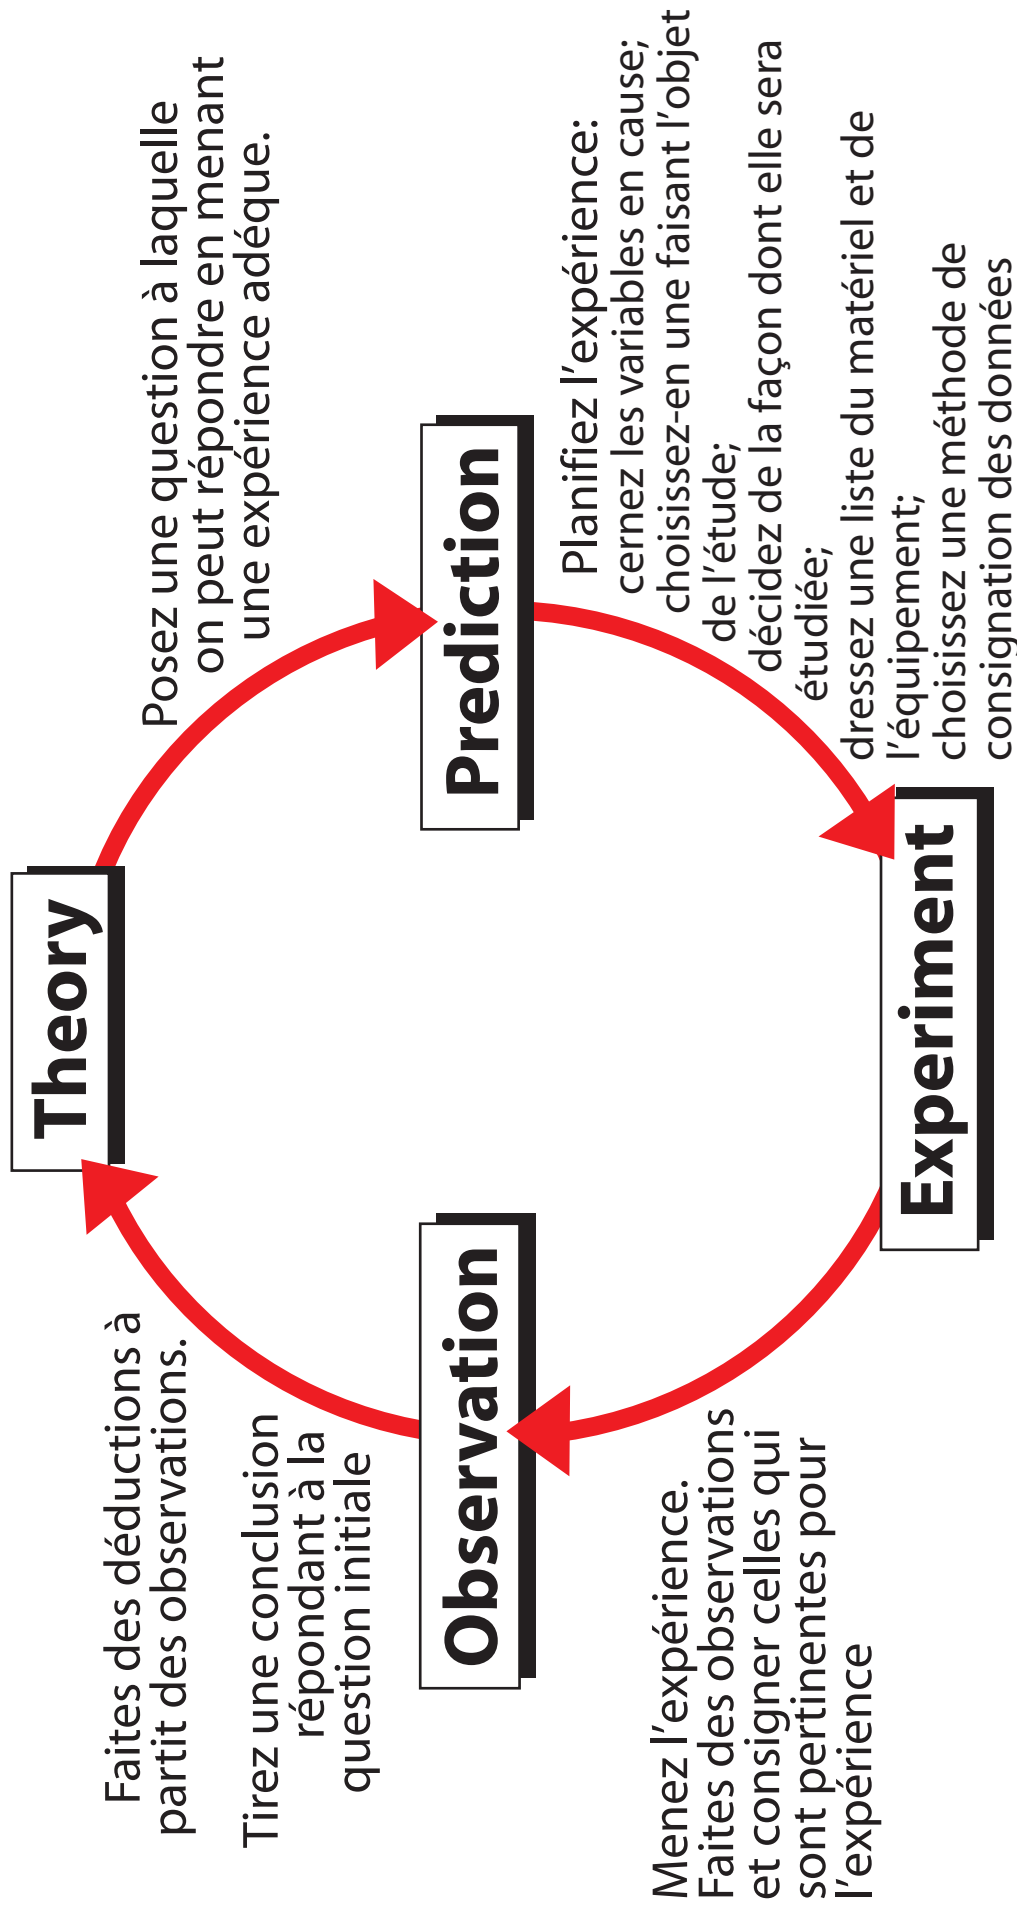 Theory
Posez une question à laquelle
on peut répondre en menant
une expérience adéque.
Prediction
Planifiez l'expérience:
cernez les variables en cause;
choisissez-en une faisant l'objet
de l'étude;
décidez de la façon dont elle sera
étudiée;
dressez une liste du matériel et de
l'équipement;
choisissez une méthode de
consignation des données
Experiment
Menez l'expérience.
Faites des observations
et consigner celles qui
sont pertinentes pour
l'expérience
Observation
Faites des déductions à
partit des observations.
Tirez une conclusion
répondant à la
question initiale